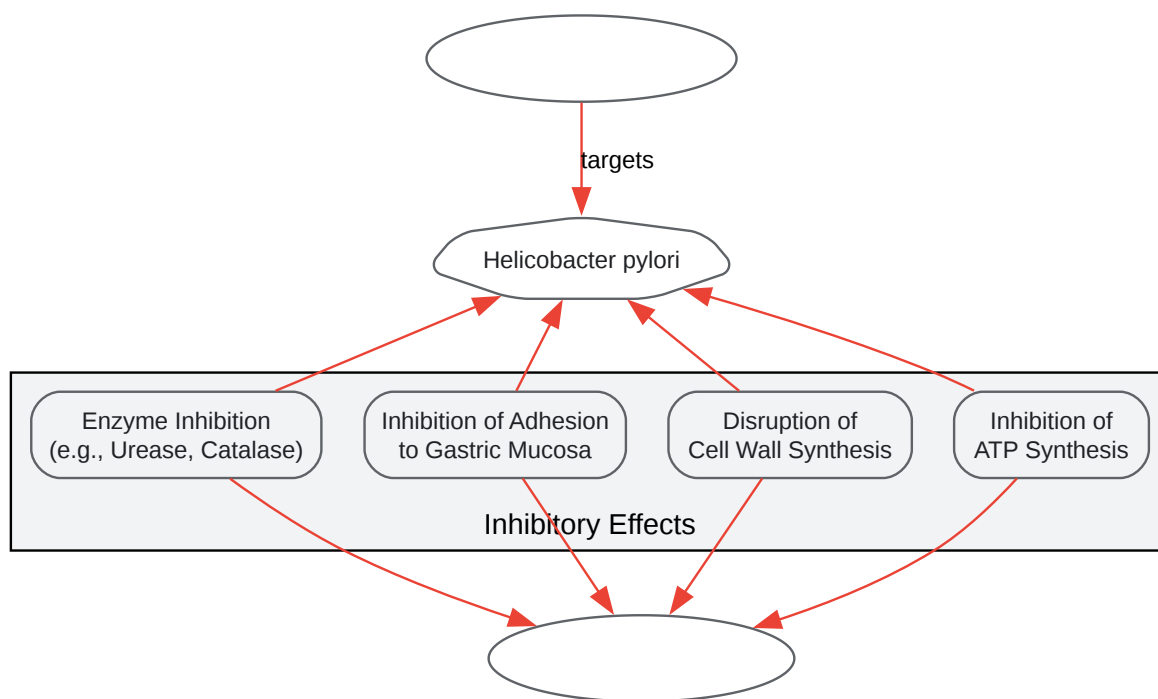 targets
Helicobacter pylori
Enzyme Inhibition
(e.g., Urease, Catalase)
Inhibition of Adhesion
to Gastric Mucosa
Disruption of
Cell Wall Synthesis
Inhibition of
ATP Synthesis
Inhibitory Effects